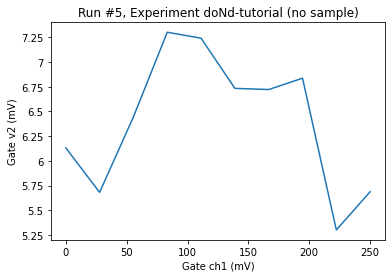 Run #5, Experiment doNd-tutorial (no sample)
Gate v2 (mV)
7.25
7
6.75
6.5
6.25
6
5.75
5.5
5.25
0 50 100 150 200 250
Gate ch1 (mV)